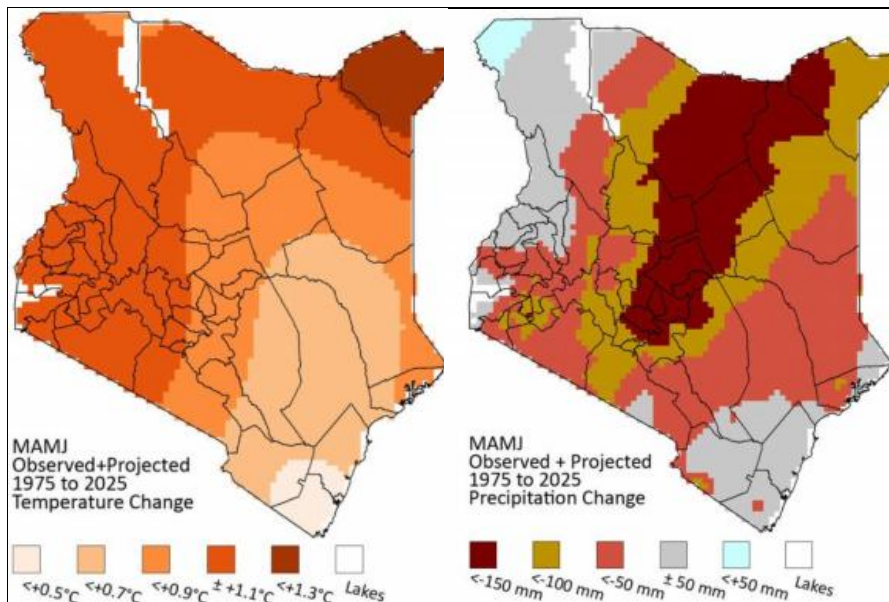 MAMJ
Observed+Projected
1975 to 2025
Temperature Change
<+0.5°C <+0.7°C <+0.9°C ± +1.1°C <+1.3°C Lakes
MAMJ
Observed + Projected
1975 to 2025
Precipitation Change
<-150 mm <-100 mm <-50 mm ± 50 mm <+50 mm Lakes